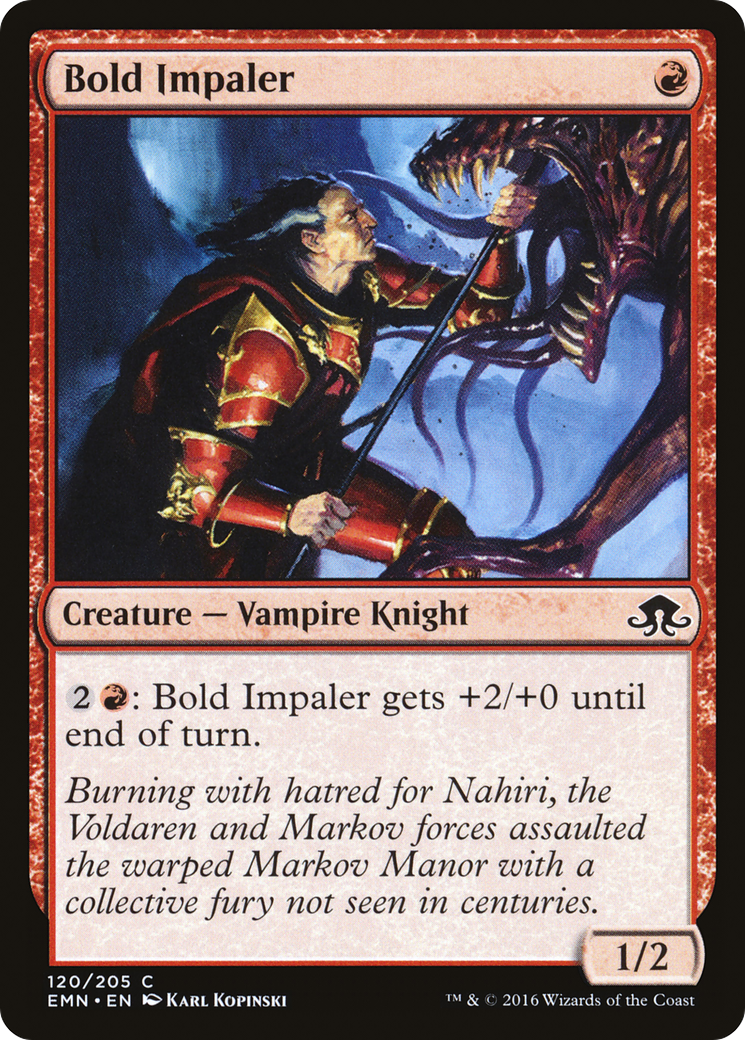 Bold Impaler
Creature — Vampire Knight
2: Bold Impaler gets +2/+0 until
end of turn.
Burning with hatred for Nahiri, the
Voldaren and Markov forces assaulted
the warped Markov Manor with a
collective fury not seen in centuries.
1/2
120/205 C
EMN • EN Karl Kopinski
™ & © 2016 Wizards of the Coast